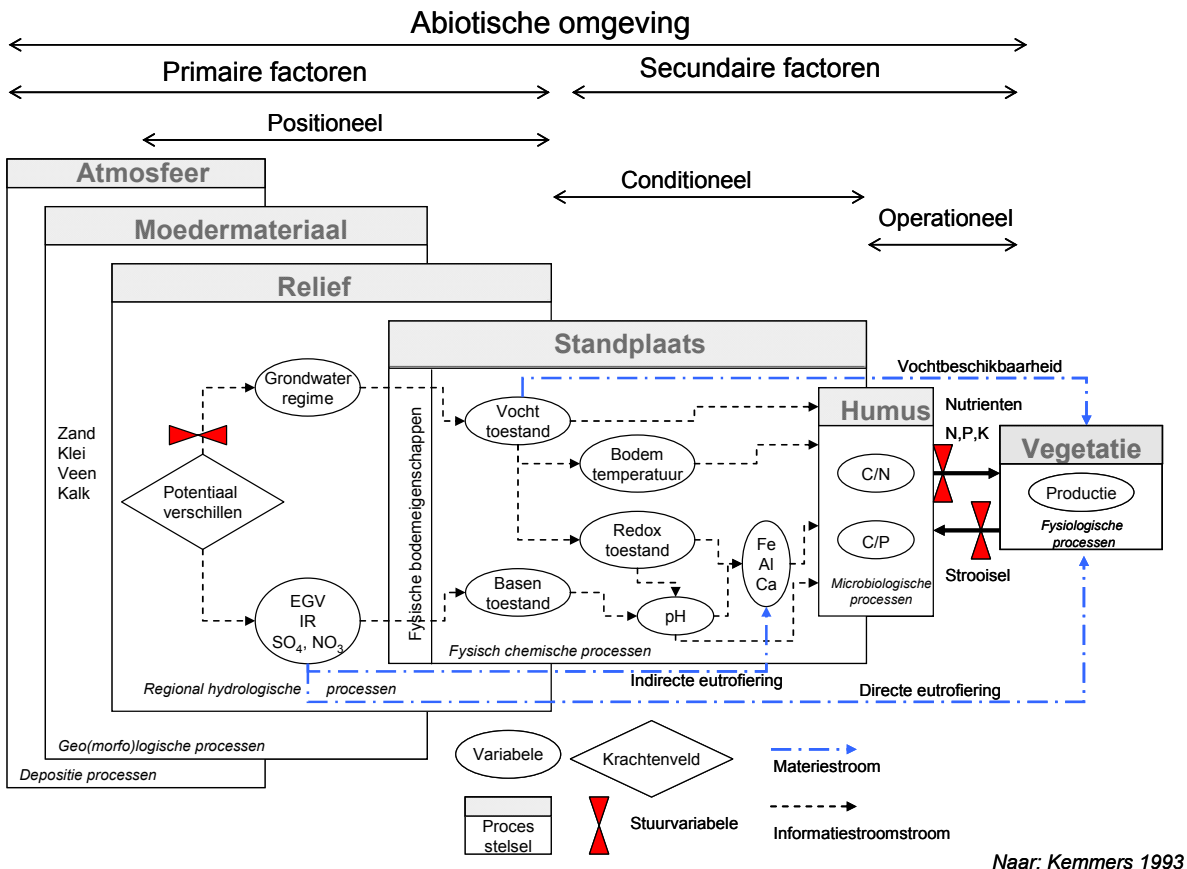 Abiotische omgeving
Primaire factoren
Secundaire factoren
Positioneel
Conditioneel
Operationeel
Atmosfeer
Moedermateriaal
Relief
Standplaats
Humus
Vegetatie
Zand
Klei
Veen
Kalk
Potentiaal
verschillen
Grondwater
regime
EGV
IR
SO4, NO3
Fysische bodemeigenschappen
Vocht
toestand
Bodem
temperatuur
Redox
toestand
Basen
toestand
pH
Fe
Al
Ca
C/N
C/P
Microbiologische
processen
Vochtbeschikbaarheid
Nutrienten
N,P,K
Productie
Fysiologische
processen
Strooisel
Fysisch chemische processen
Indirecte eutrofiering
Directe eutrofiering
Regional hydrologische processen
Geo(morfo)logische processen
Depositie processen
Variabele
Krachtenveld
Materiestroom
Proces
stelsel
Stuurvariabele
Informatiestroomstroom
Naar: Kemmers 1993